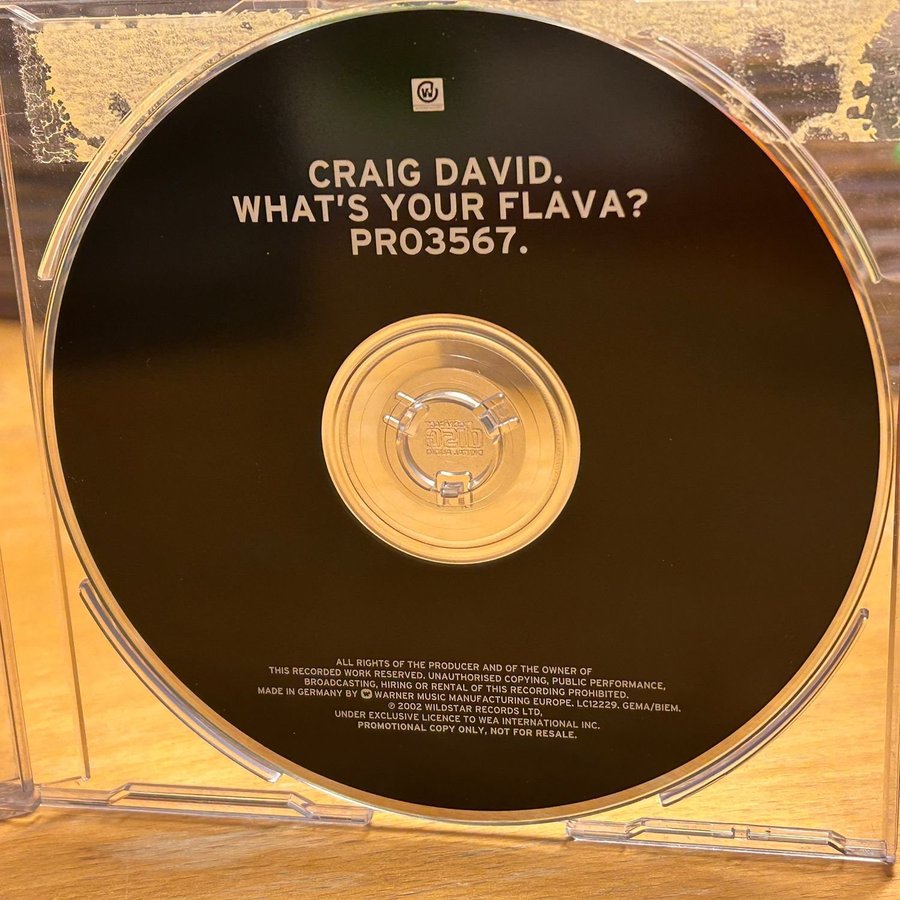 CRAIG DAVID.
WHAT'S YOUR FLAVA?
PRO3567.
ALL RIGHTS OF THE PRODUCER AND OF THE OWNER OF
THIS RECORDED WORK RESERVED. UNAUTHORISED COPYING, PUBLIC PERFORMANCE,
BROADCASTING, HIRING OR RENTAL OF THIS RECORDING PROHIBITED.
MADE IN GERMANY BY W WARNER MUSIC MANUFACTURING EUROPE. LC12229. GEMA/BIEM.
℗ 2002 WILDSTAR RECORDS LTD,
UNDER EXCLUSIVE LICENCE TO WEA INTERNATIONAL INC.
PROMOTIONAL COPY ONLY, NOT FOR RESALE.